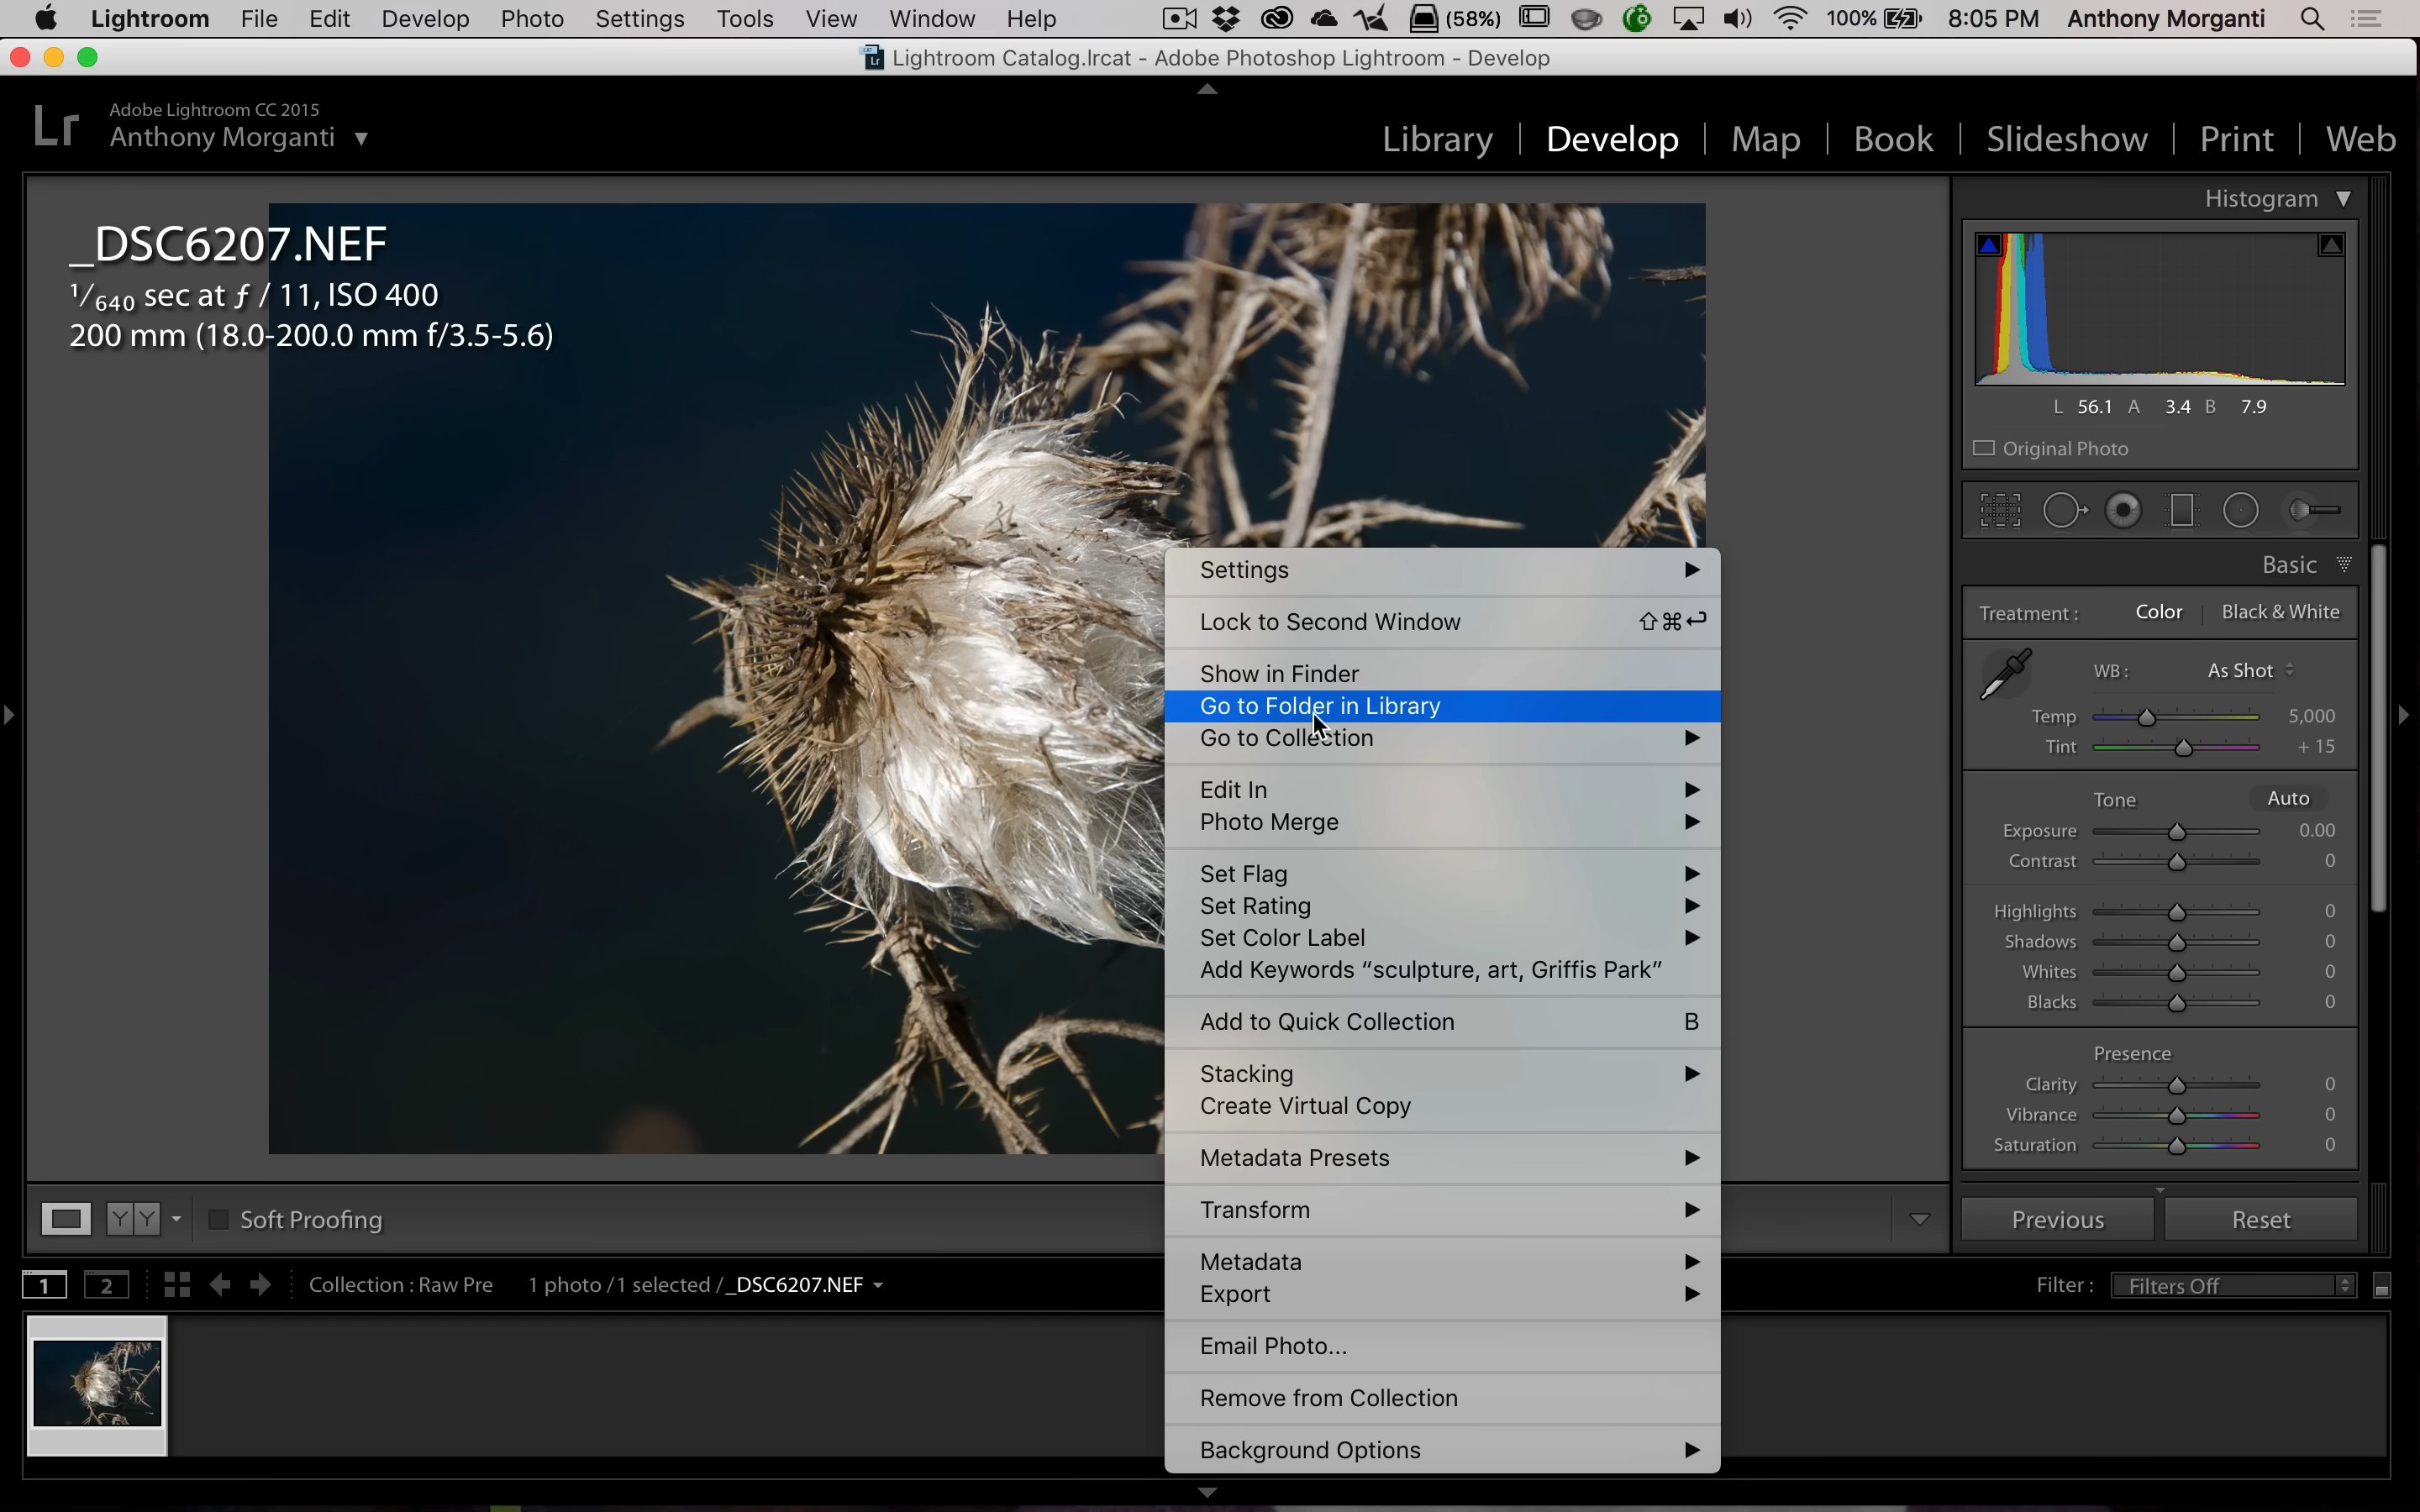 Lightroom File Edit Develop Photo Settings Tools View Window Help (58%) 100% 8:05 PM Anthony Morganti
Lightroom Catalog.lrcat - Adobe Photoshop Lightroom - Develop
Lr Adobe Lightroom CC 2015
Anthony Morganti
Library | Develop | Map | Book | Slideshow | Print | Web
_DSC6207.NEF
1/640 sec at ƒ / 11, ISO 400
200 mm (18.0-200.0 mm f/3.5-5.6)
Histogram
L 56.1 A 3.4 B 7.9
Original Photo
Basic
Treatment : Color | Black & White
WB : As Shot
Temp 5,000
Tint + 15
Tone Auto
Exposure 0.00
Contrast 0
Highlights 0
Shadows 0
Whites 0
Blacks 0
Presence
Clarity 0
Vibrance 0
Saturation 0
Previous Reset
Settings
Lock to Second Window ⇧⌘↩
Show in Finder
Go to Folder in Library
Go to Collection
Edit In
Photo Merge
Set Flag
Set Rating
Set Color Label
Add Keywords “sculpture, art, Griffis Park”
Add to Quick Collection B
Stacking
Create Virtual Copy
Metadata Presets
Transform
Metadata
Export
Email Photo...
Remove from Collection
Background Options
Y Y Soft Proofing
1 2 Collection : Raw Pre 1 photo / 1 selected / _DSC6207.NEF
Filter : Filters Off